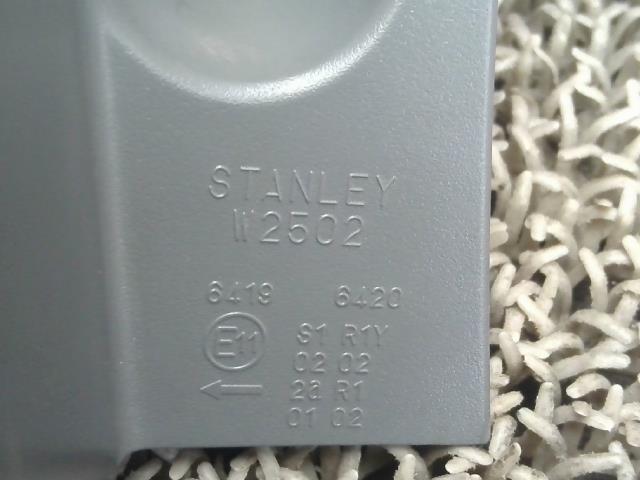 STANLEY
W2502
6419 6420
E11 S1 R1Y
02 02
← 2a R1
01 02